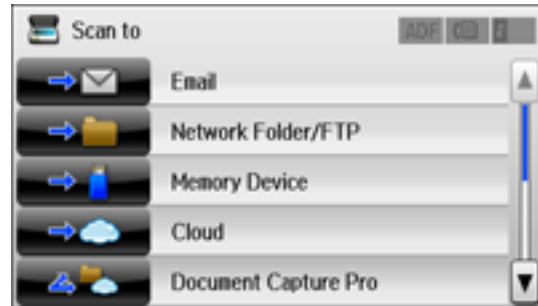 Scan to
ADF
Email
Network Folder/FTP
Memory Device
Cloud
Document Capture Pro